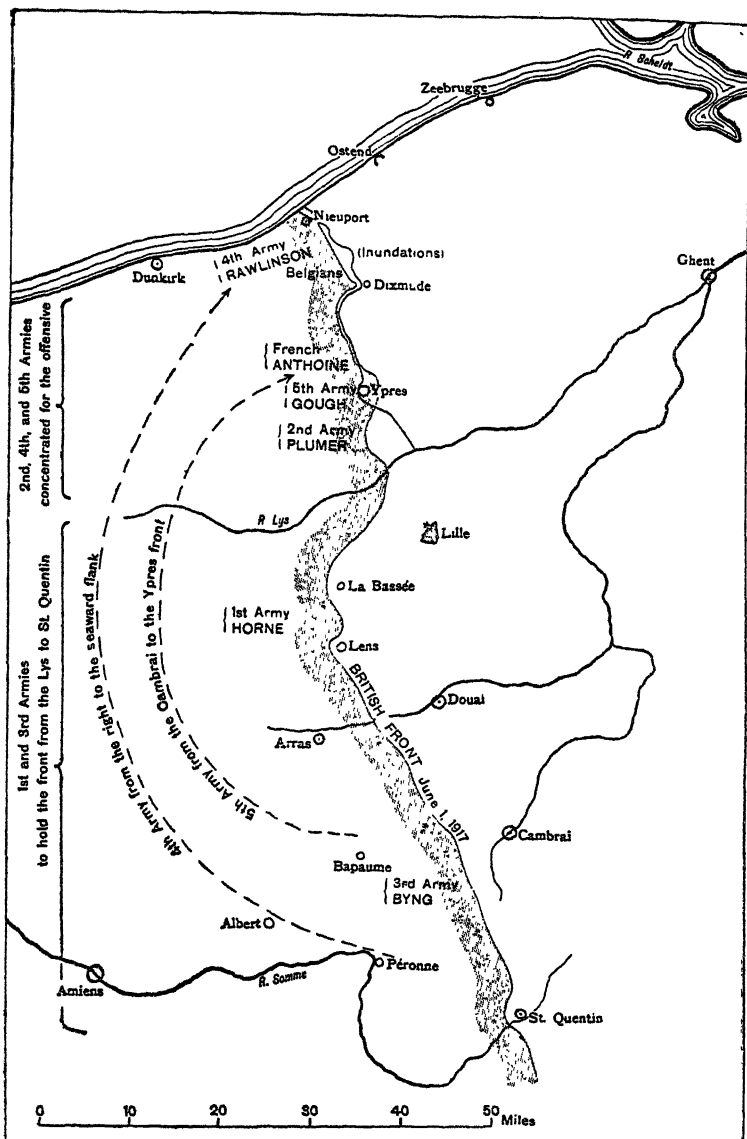 R Scheldt
Zeebrugge
Ostend
Nieuport
4th Army
RAWLINSON
(Inundations)
Belgians
Dunkirk
Dixmude
Ghent
2nd, 4th, and 5th Armies
concentrated for the offensive
French
ANTHOINE
5th Army
GOUGH
Ypres
2nd Army
PLUMER
R Lys
Lille
La Bassée
1st Army
HORNE
Lens
BRITISH FRONT June 1, 1917
Douai
Arras
1st and 3rd Armies
to hold the front from the Lys to St Quentin
4th Army from the right to the seaward flank
5th Army from the Cambrai to the Ypres front
Cambrai
Bapaume
3rd Army
BYNG
Albert
Péronne
R. Somme
Amiens
St. Quentin
0 10 20 30 40 50 Miles